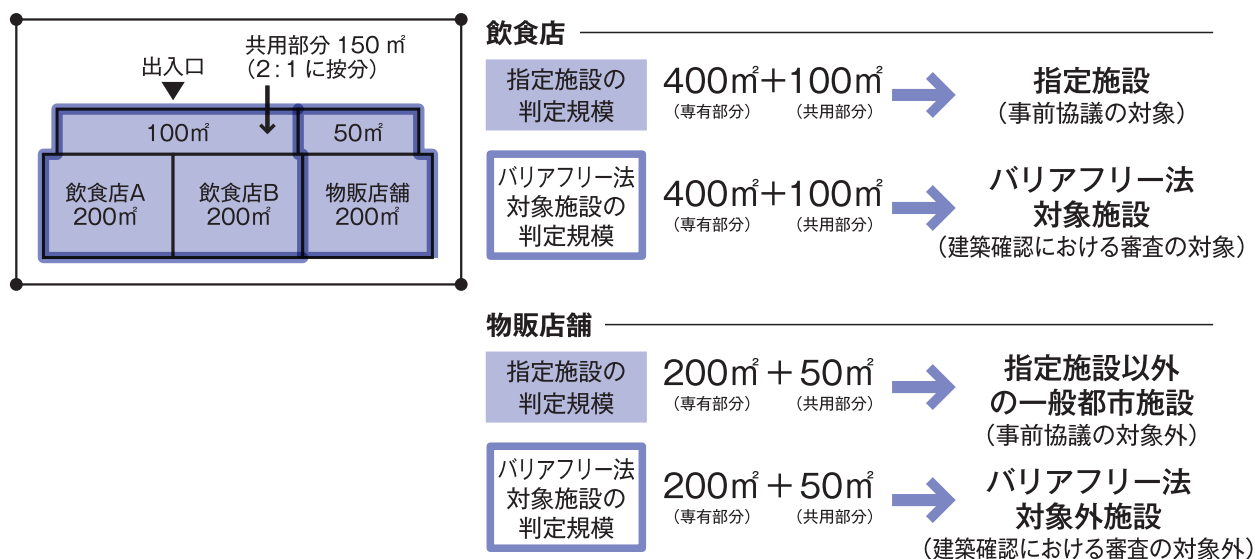 共用部分 150 ㎡
（2：1 に按分）
出入口
100㎡
50㎡
飲食店A
200㎡
飲食店B
200㎡
物販店舗
200㎡
飲食店
指定施設の
判定規模
400㎡＋100㎡
（専有部分）
（共用部分）
指定施設
（事前協議の対象）
バリアフリー法
対象施設の
判定規模
400㎡＋100㎡
（専有部分）
（共用部分）
バリアフリー法
対象施設
（建築確認における審査の対象）
物販店舗
指定施設の
判定規模
200㎡＋50㎡
（専有部分）
（共用部分）
指定施設以外
の一般都市施設
（事前協議の対象外）
バリアフリー法
対象施設の
判定規模
200㎡＋50㎡
（専有部分）
（共用部分）
バリアフリー法
対象外施設
（建築確認における審査の対象外）